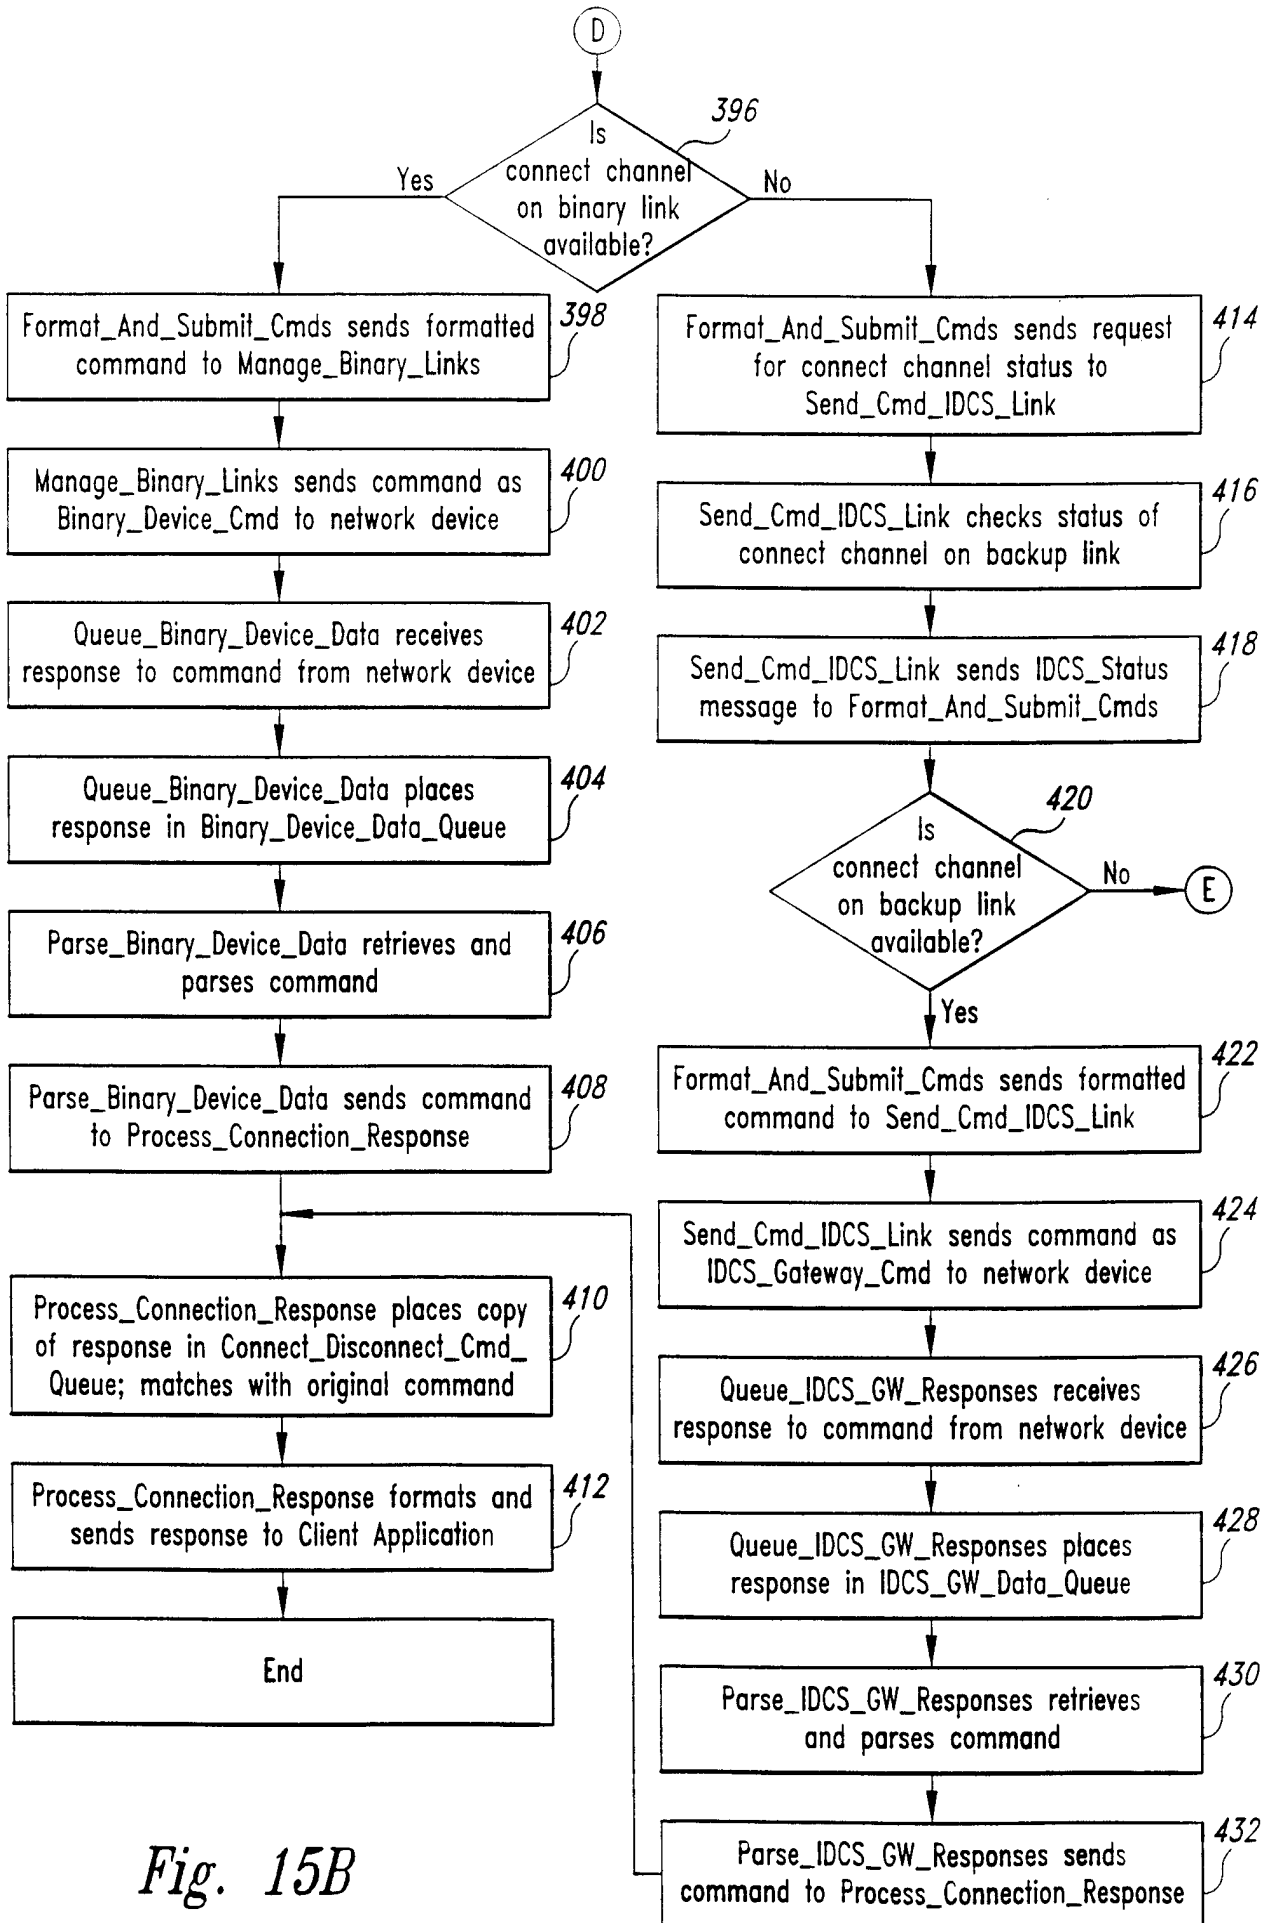 D
396
Is
connect channel
on binary link
available?
Yes
No
Format_And_Submit_Cmds sends formatted
command to Manage_Binary_Links
398
Manage_Binary_Links sends command as
Binary_Device_Cmd to network device
400
Queue_Binary_Device_Data receives
response to command from network device
402
Queue_Binary_Device_Data places
response in Binary_Device_Data_Queue
404
Parse_Binary_Device_Data retrieves and
parses command
406
Parse_Binary_Device_Data sends command
to Process_Connection_Response
408
Process_Connection_Response places copy
of response in Connect_Disconnect_Cmd_
Queue; matches with original command
410
Process_Connection_Response formats and
sends response to Client Application
412
End
Format_And_Submit_Cmds sends request
for connect channel status to
Send_Cmd_IDCS_Link
414
Send_Cmd_IDCS_Link checks status of
connect channel on backup link
416
Send_Cmd_IDCS_Link sends IDCS_Status
message to Format_And_Submit_Cmds
418
420
Is
connect channel
on backup link
available?
No
E
Yes
Format_And_Submit_Cmds sends formatted
command to Send_Cmd_IDCS_Link
422
Send_Cmd_IDCS_Link sends command as
IDCS_Gateway_Cmd to network device
424
Queue_IDCS_GW_Responses receives
response to command from network device
426
Queue_IDCS_GW_Responses places
response in IDCS_GW_Data_Queue
428
Parse_IDCS_GW_Responses retrieves
and parses command
430
Parse_IDCS_GW_Responses sends
command to Process_Connection_Response
432
Fig. 15B